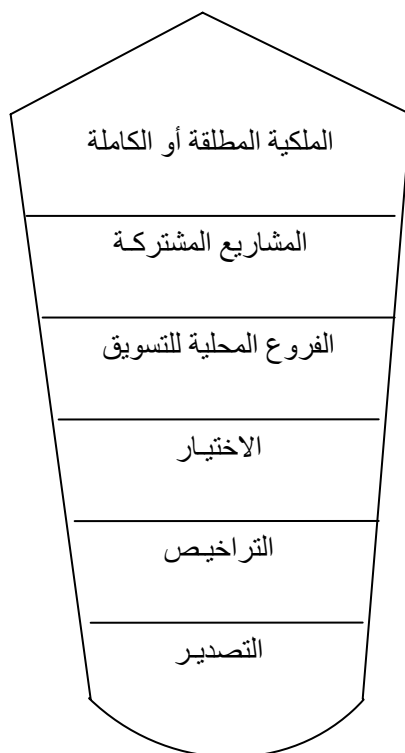 الملكية المطلقة أو الكاملة
المشاريع المشتركـة
الفروع المحلية للتسويق
الاختيـار
التراخيـص
التصديـر